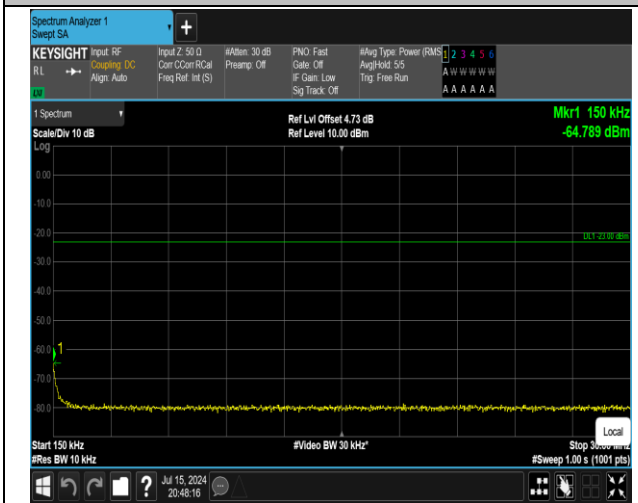 Spectrum Analyzer 1
Swept SA
+
KEYSIGHT
RL
Input: RF
Coupling: DC
Align: Auto
Input Z: 50 Ω
Corr CCorr RCal
Freq Ref: Int (S)
#Atten: 30 dB
Preamp: Off
PNO: Fast
Gate: Off
IF Gain: Low
Sig Track: Off
#Avg Type: Power (RMS
Avg|Hold: 5/5
Trig: Free Run
1 2 3 4 5 6
A W W W W W
A A A A A A
1 Spectrum
Scale/Div 10 dB
Ref Lvl Offset 4.73 dB
Ref Level 10.00 dBm
Mkr1 150 kHz
-64.789 dBm
Log
0.00
-10.0
-20.0
DL1 -23.00 dBm
-30.0
-40.0
-50.0
-60.0
1
-70.0
-80.0
Local
Start 150 kHz
#Res BW 10 kHz
#Video BW 30 kHz*
Stop 30.00 MHz
#Sweep 1.00 s (1001 pts)
?
Jul 15, 2024
20:48:16